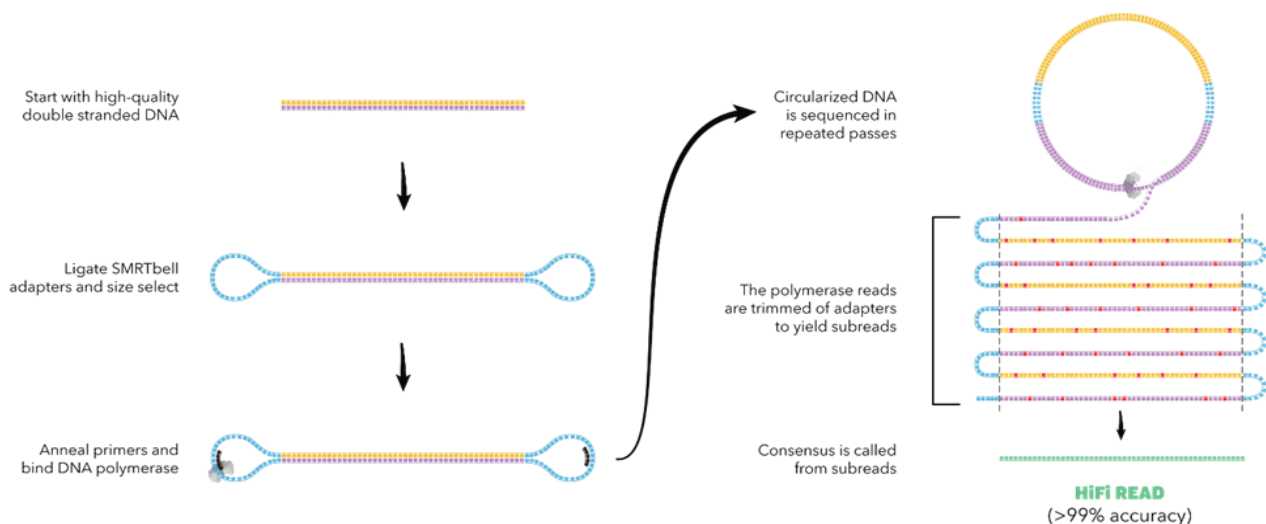 Start with high-quality
double stranded DNA
Ligate SMRTbell
adapters and size select
Anneal primers and
bind DNA polymerase
Circularized DNA
is sequenced in
repeated passes
The polymerase reads
are trimmed of adapters
to yield subreads
Consensus is called
from subreads
HiFi READ
(>99% accuracy)